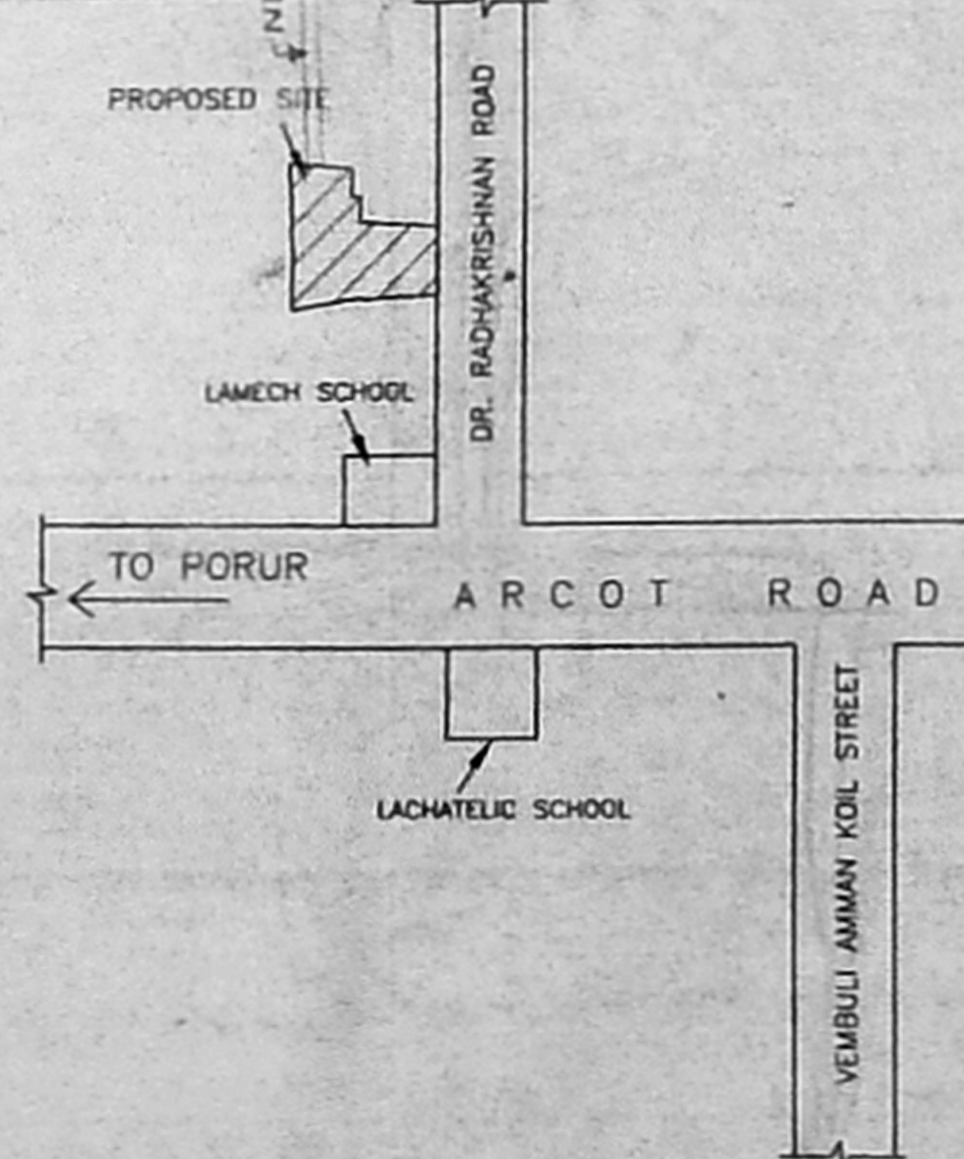 PROPOSED SITE
DR. RADHAKRISHNAN ROAD
LAMECH SCHOOL
TO PORUR
ARCOT ROAD
LACHATELIC SCHOOL
VEMBULI AMMAN KOIL STREET